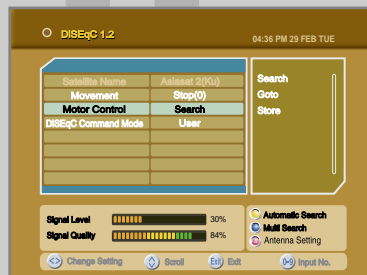 DISEqC 1.2
04:36 PM 29 FEB TUE
Satellite Name Asiasat 2(Ku)
Movement Stop(0)
Motor Control Search
DISEqC Command Mode User
Search
Goto
Store
Signal Level 30%
Signal Quality 84%
Automatic Search
Multi Search
Antenna Setting
<> Change Setting
Scroll
Exit Exit
0~9 Input No.